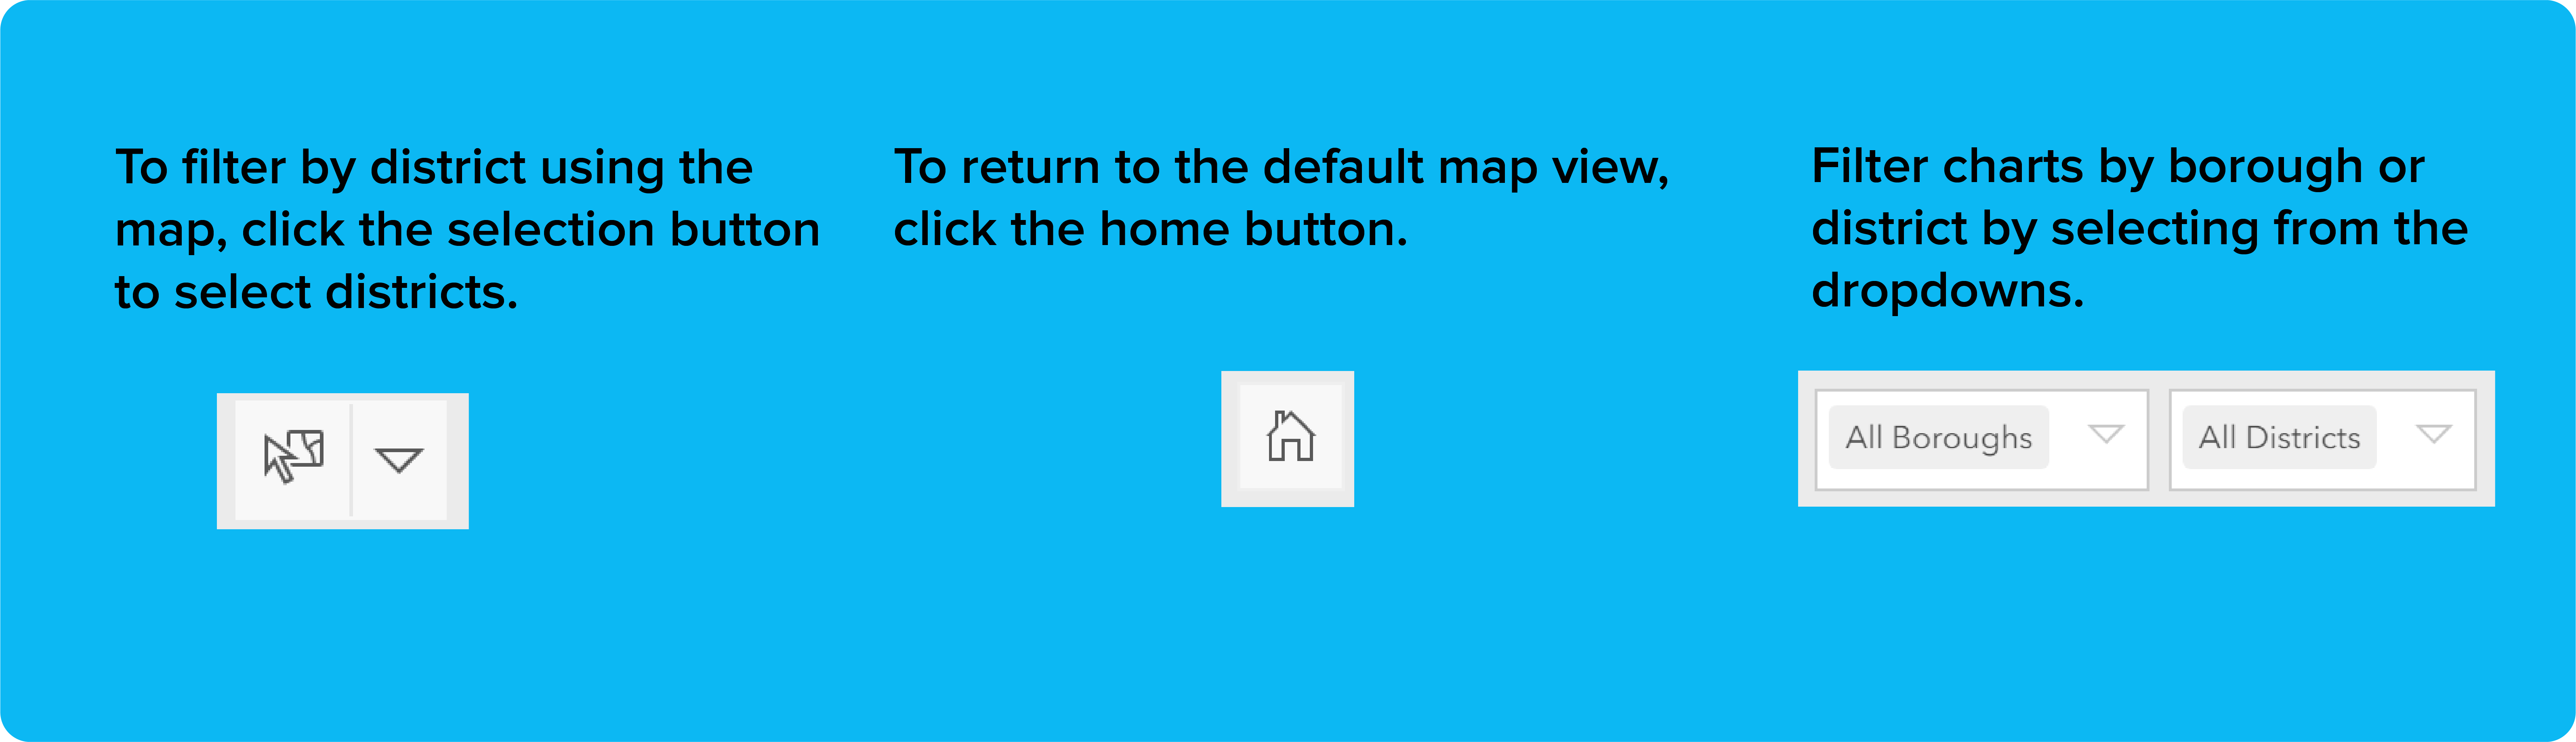 To filter by district using the
map, click the selection button
to select districts.
To return to the default map view,
click the home button.
Filter charts by borough or
district by selecting from the
dropdowns.
All Boroughs
All Districts